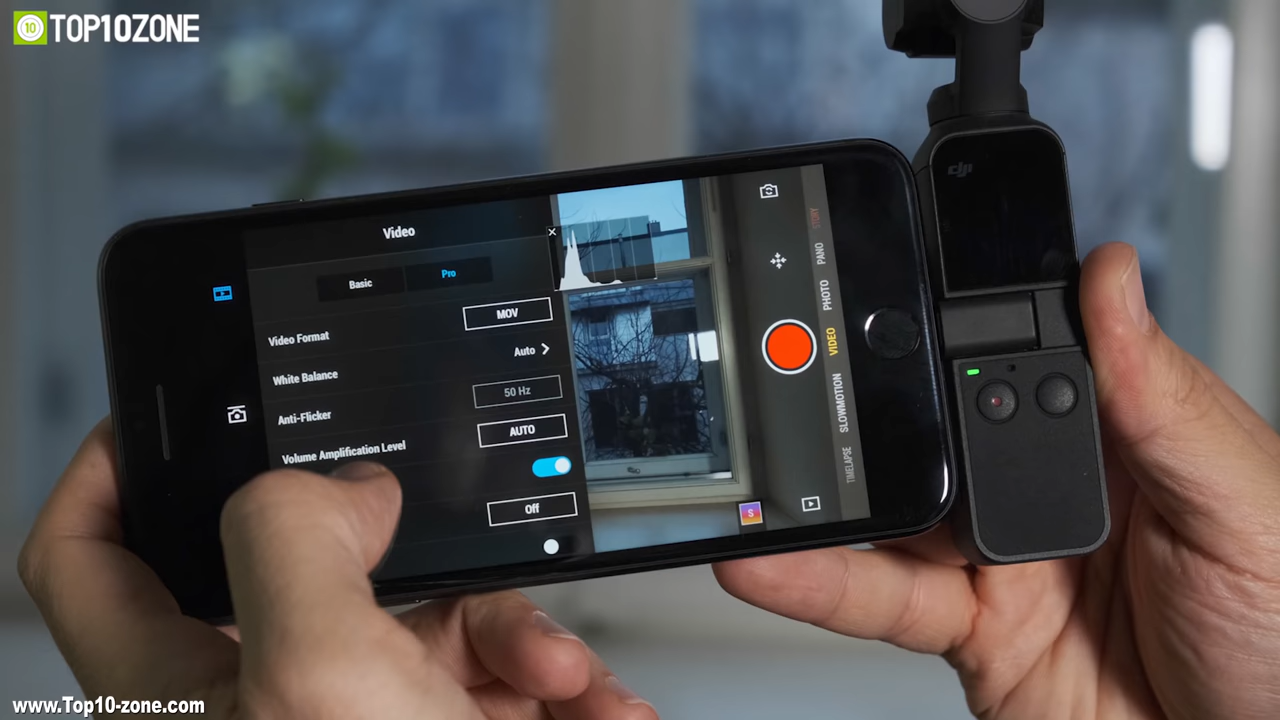 10 TOP10ZONE
dji
Video
Basic
Pro
Video Format
MOV
White Balance
Auto
Anti-Flicker
50 Hz
Volume Amplification Level
AUTO
Off
S
STORY
PANO
PHOTO
VIDEO
SLOWMOTION
TIMELAPSE
www.Top10-zone.com